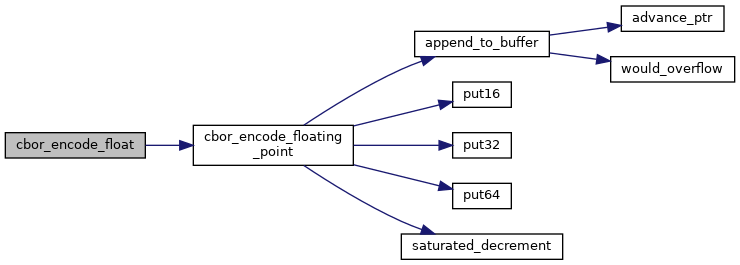 cbor_encode_float
cbor_encode_floating
_point
append_to_buffer
advance_ptr
would_overflow
put16
put32
put64
saturated_decrement